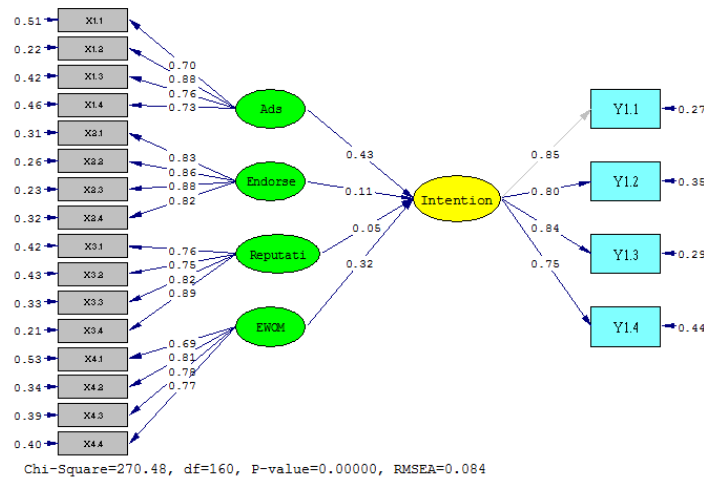 0.51 X1.1
0.22 X1.2
0.42 X1.3
0.46 X1.4
0.31 X2.1
0.26 X2.2
0.23 X2.3
0.32 X2.4
0.42 X3.1
0.43 X3.2
0.33 X3.3
0.21 X3.4
0.53 X4.1
0.34 X4.2
0.39 X4.3
0.40 X4.4
0.70
0.88
0.76
0.73
0.83
0.86
0.88
0.82
0.76
0.75
0.82
0.89
0.69
0.81
0.78
0.77
Ads
Endorse
Reputati
EWOM
0.43
0.11
0.05
0.32
Intention
0.85
0.80
0.84
0.75
Y1.1 0.27
Y1.2 0.35
Y1.3 0.29
Y1.4 0.44
Chi-Square=270.48, df=160, P-value=0.00000, RMSEA=0.084